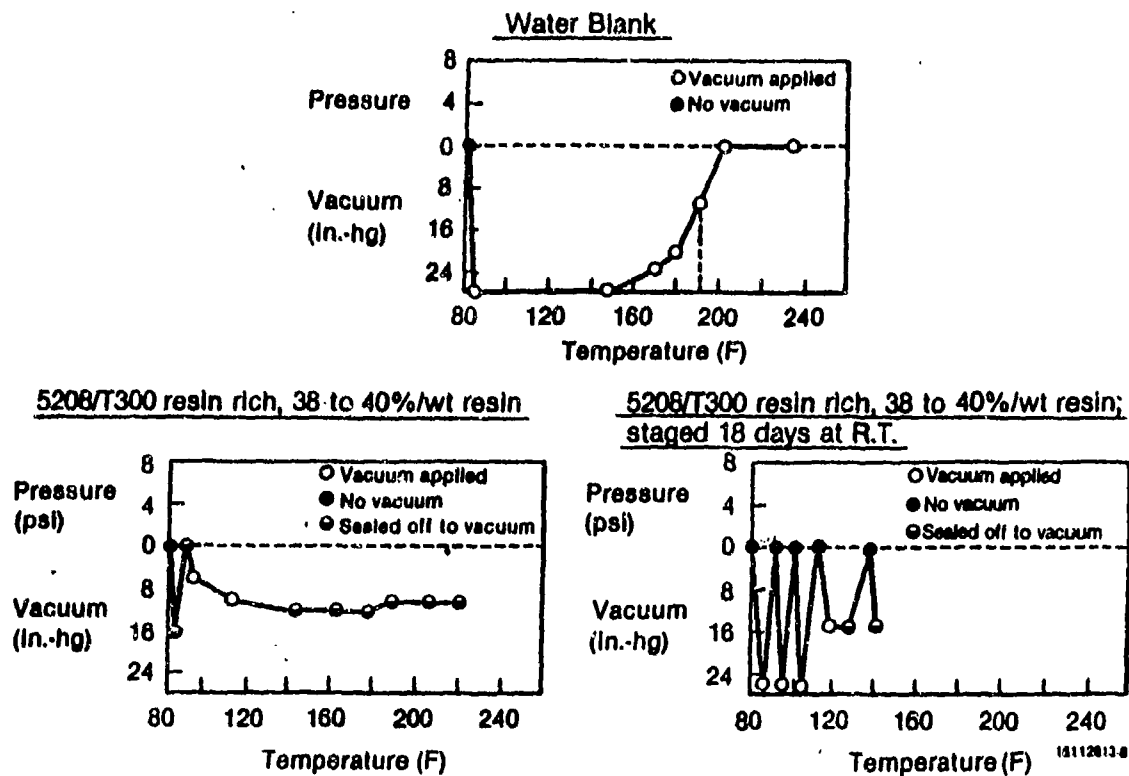 Water Blank
8
Pressure
4
0
Vacuum
(In.-hg)
8
16
24
○ Vacuum applied
● No vacuum
80 120 160 200 240
Temperature (F)
5208/T300 resin rich, 38 to 40%/wt resin
8
Pressure
(psi)
4
0
Vacuum
(In.-hg)
8
16
24
○ Vacuum applied
● No vacuum
Sealed off to vacuum
80 120 160 200 240
Temperature (F)
5208/T300 resin rich, 38 to 40%/wt resin;
staged 18 days at R.T.
8
Pressure
(psi)
4
0
Vacuum
(In.-hg)
8
16
24
○ Vacuum applied
● No vacuum
Sealed off to vacuum
80 120 160 200 240
Temperature (F)